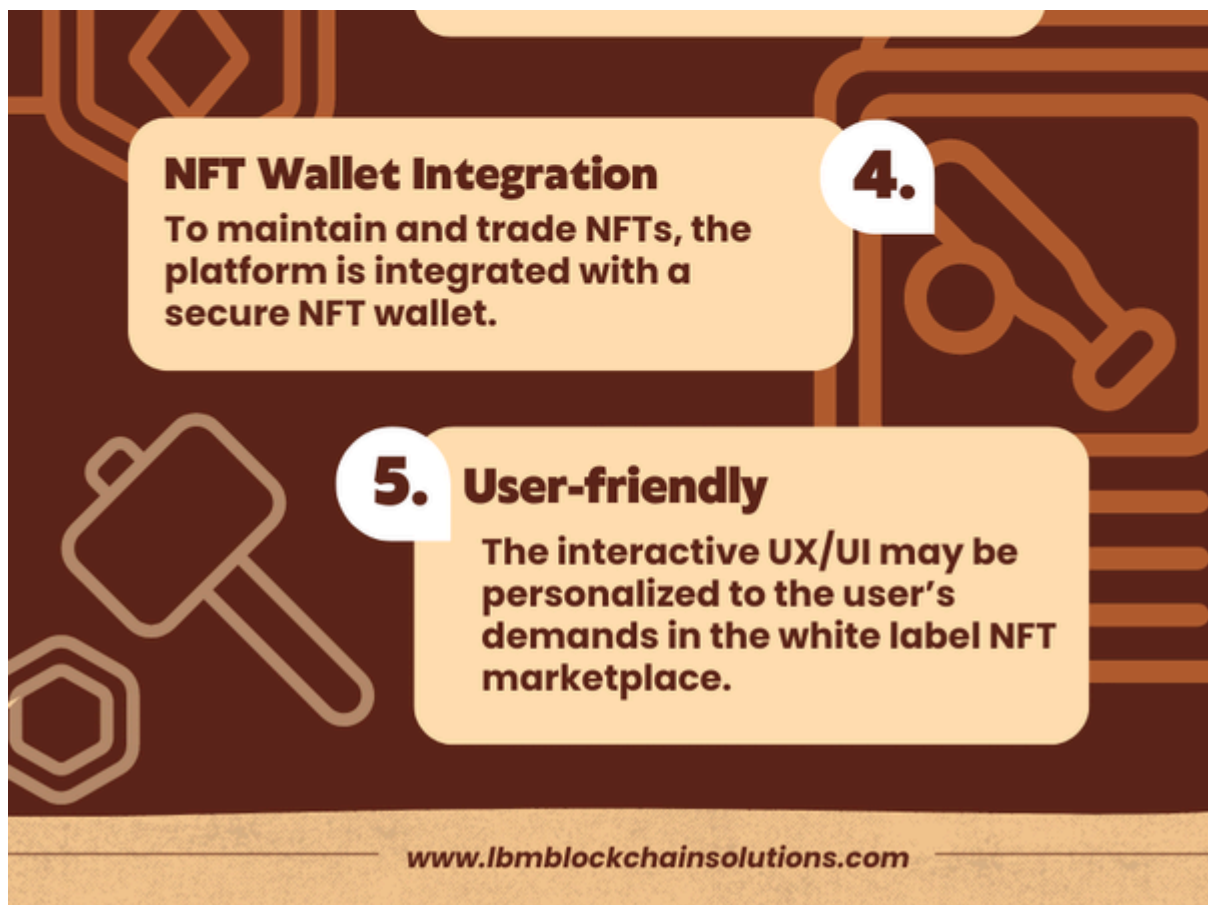 NFT Wallet Integration
4.
To maintain and trade NFTs, the
platform is integrated with a
secure NFT wallet.
5.
User-friendly
The interactive UX/UI may be
personalized to the user’s
demands in the white label NFT
marketplace.
www.lbmblockchainsolutions.com